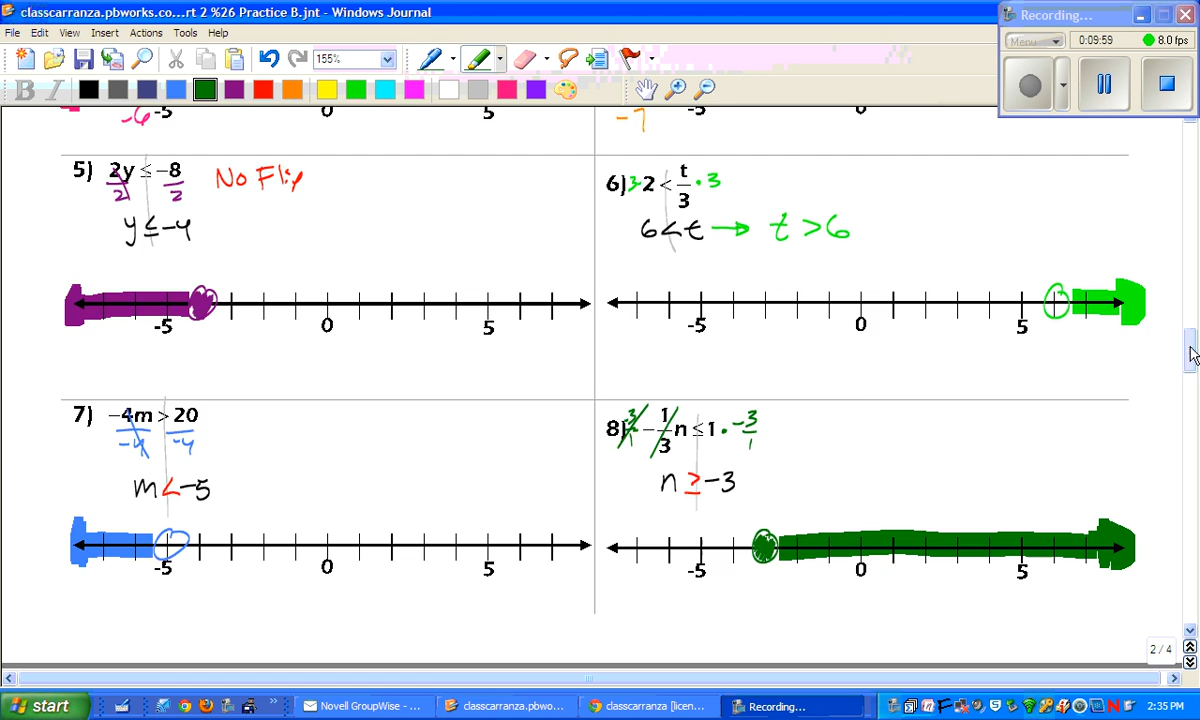 classcarranza.pbworks.co...rt 2 %26 Practice B.jnt - Windows Journal
Recording...
File Edit View Insert Actions Tools Help
Menu 0:09:59 8.0 fps
155%
B
-6 -5 0 5
-7 -5 0
5) 2y ≤ -8 No Flip
2 2
y ≤ -4
-5 0 5
6) 3· 2 < t/3 · 3
6 < t → t > 6
-5 0 5
7) -4m > 20
-4 -4
m < -5
-5 0 5
8) -3/1 · -1/3 n ≤ 1 · -3/1
n ≥ -3
-5 0 5
2 / 4
start Novell GroupWise - ... classcarranza.pbwo... classcarranza [licen... Recording... 2:35 PM